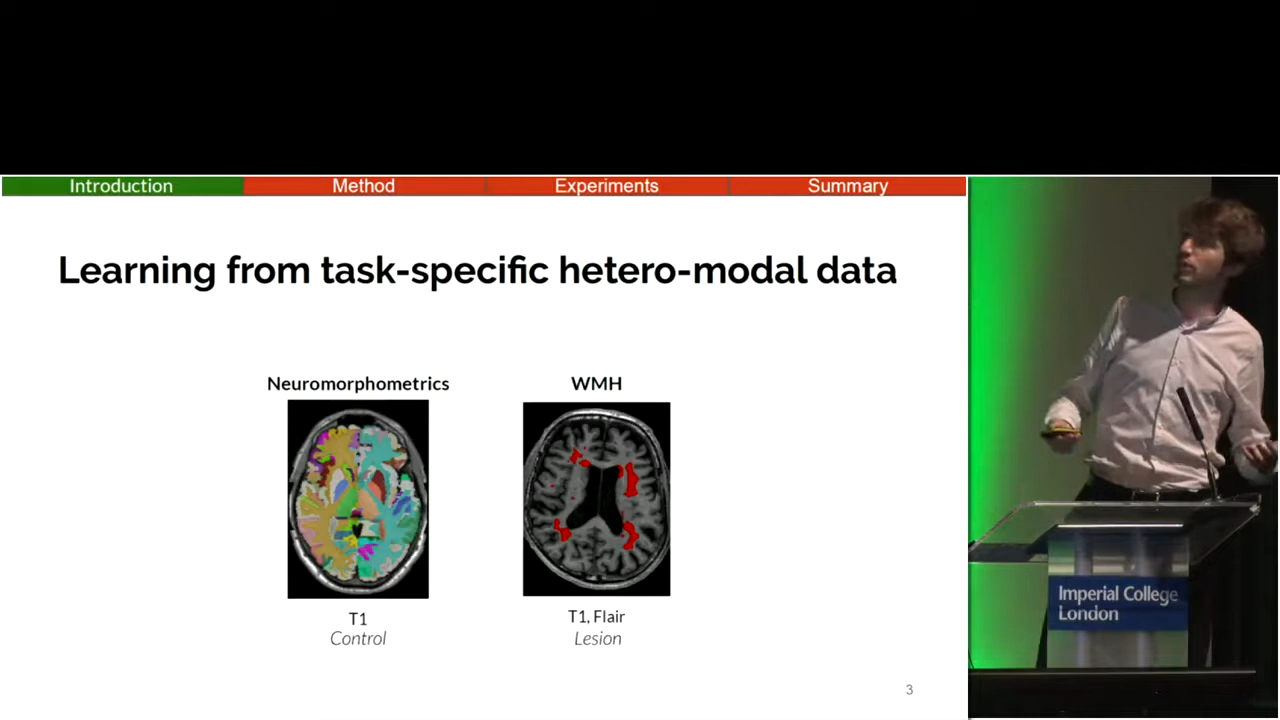 Introduction
Method
Experiments
Summary
Learning from task-specific hetero-modal data
Neuromorphometrics
WMH
T1
Control
T1, Flair
Lesion
3
Imperial College
London